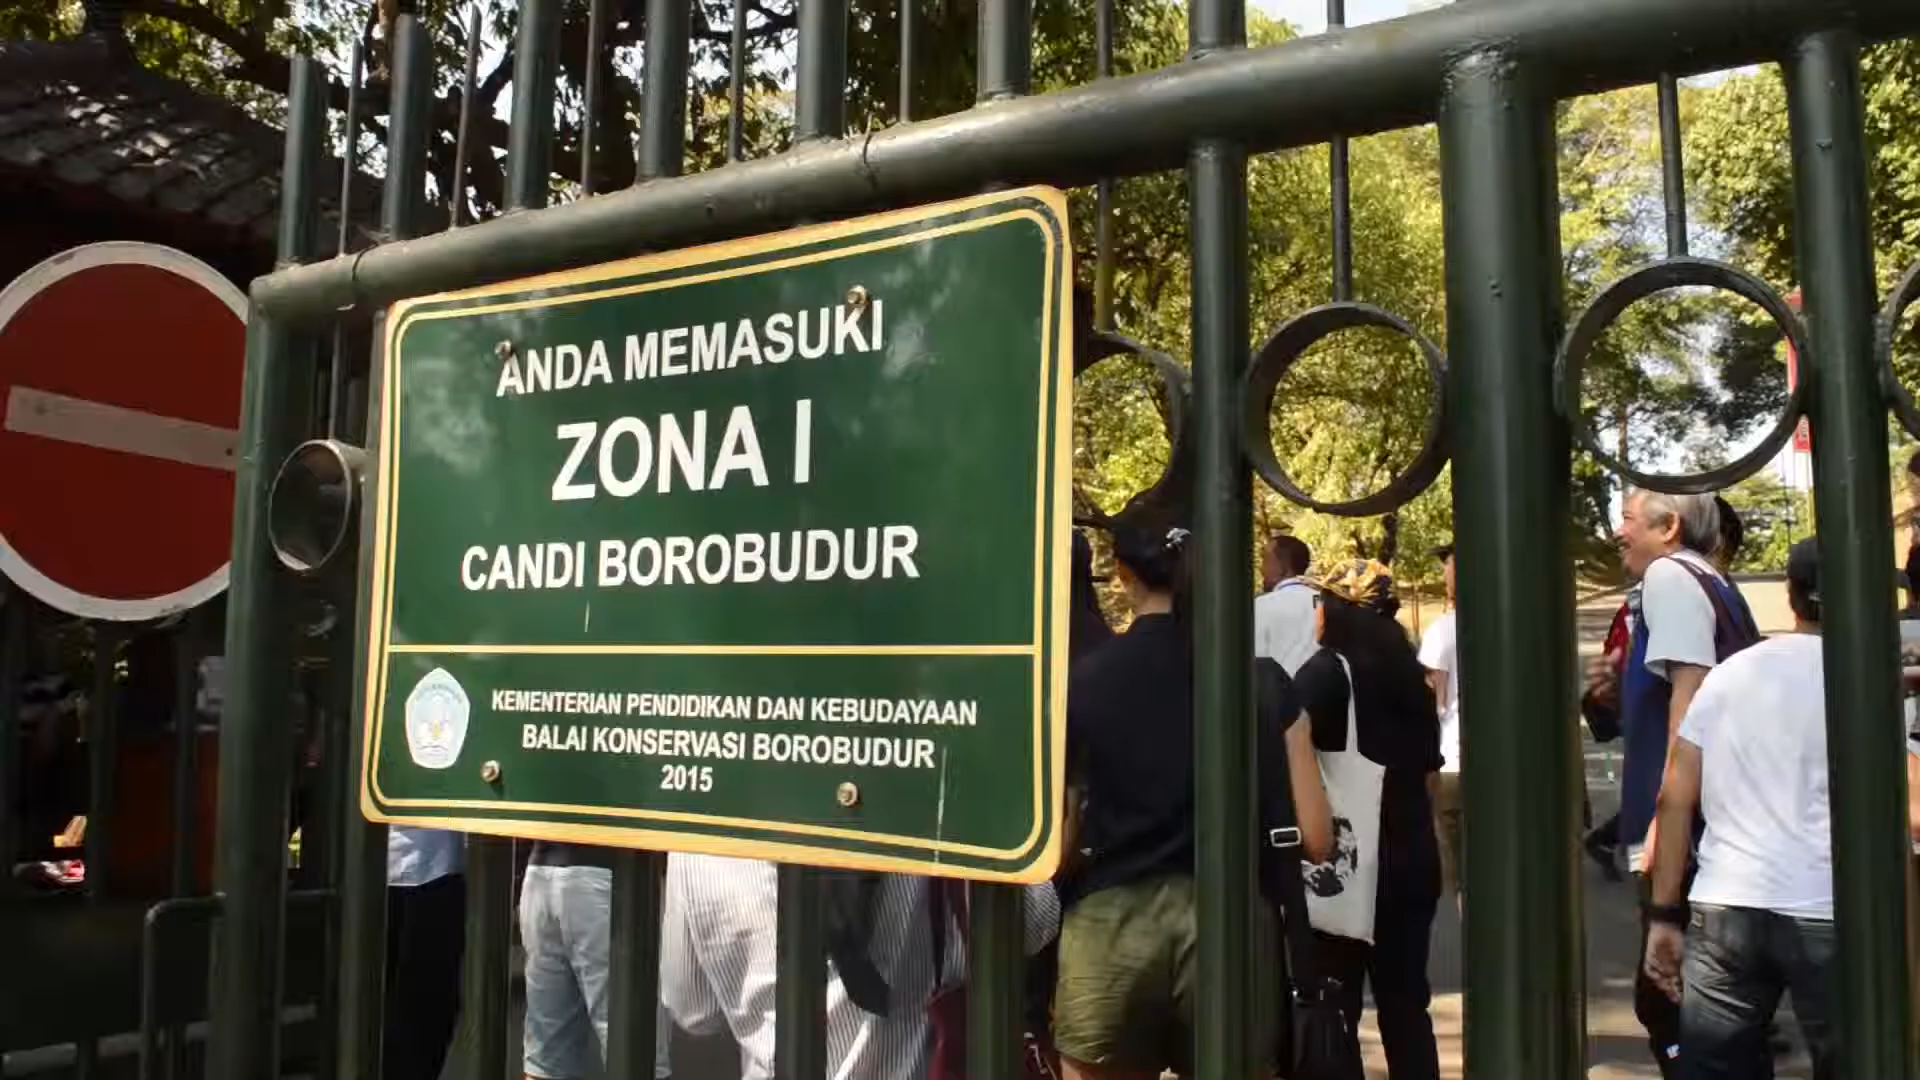 ANDA MEMASUKI
ZONA I
CANDI BOROBUDUR
KEMENTERIAN PENDIDIKAN DAN KEBUDAYAAN
BALAI KONSERVASI BOROBUDUR
2015